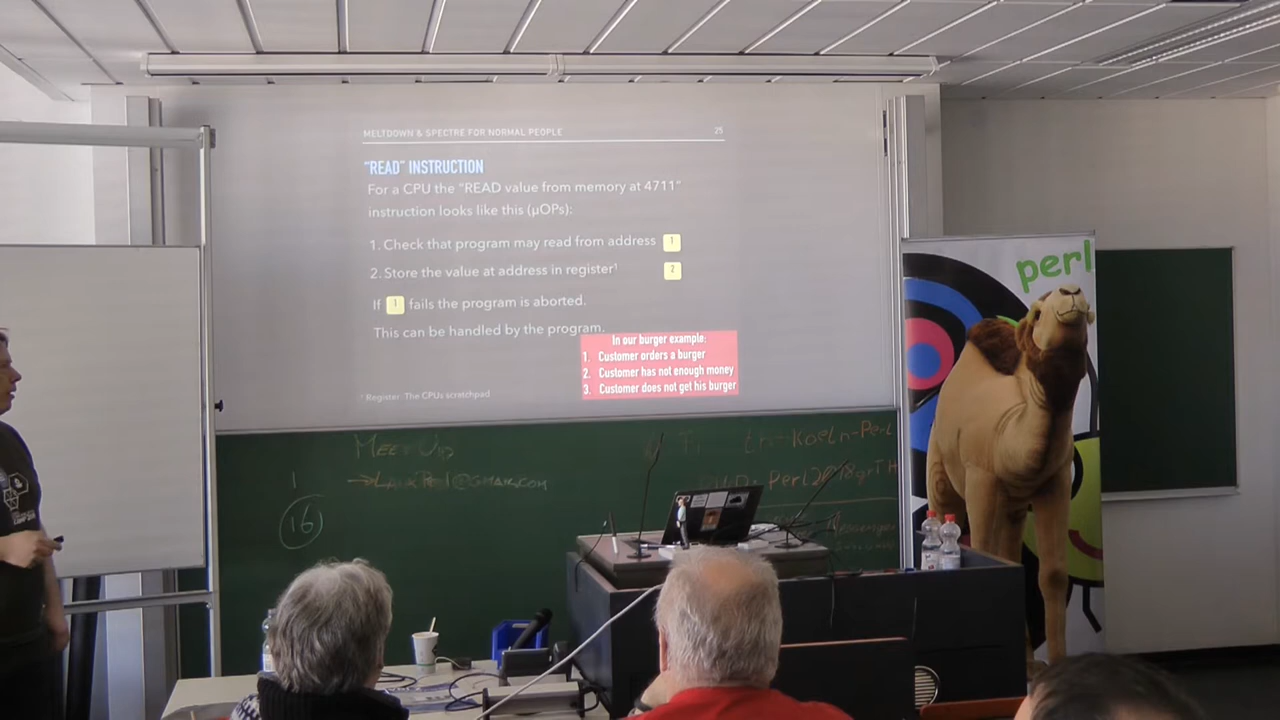 MELTDOWN & SPECTRE FOR NORMAL PEOPLE 25
"READ" INSTRUCTION
For a CPU the "READ value from memory at 4711"
instruction looks like this (µOPs):
1. Check that program may read from address 1
2. Store the value at address in register¹ 2
If 1 fails the program is aborted.
This can be handled by the program.
In our burger example:
1. Customer orders a burger
2. Customer has not enough money
3. Customer does not get his burger
¹ Register: The CPUs scretchpad
perl
MEET
1
16